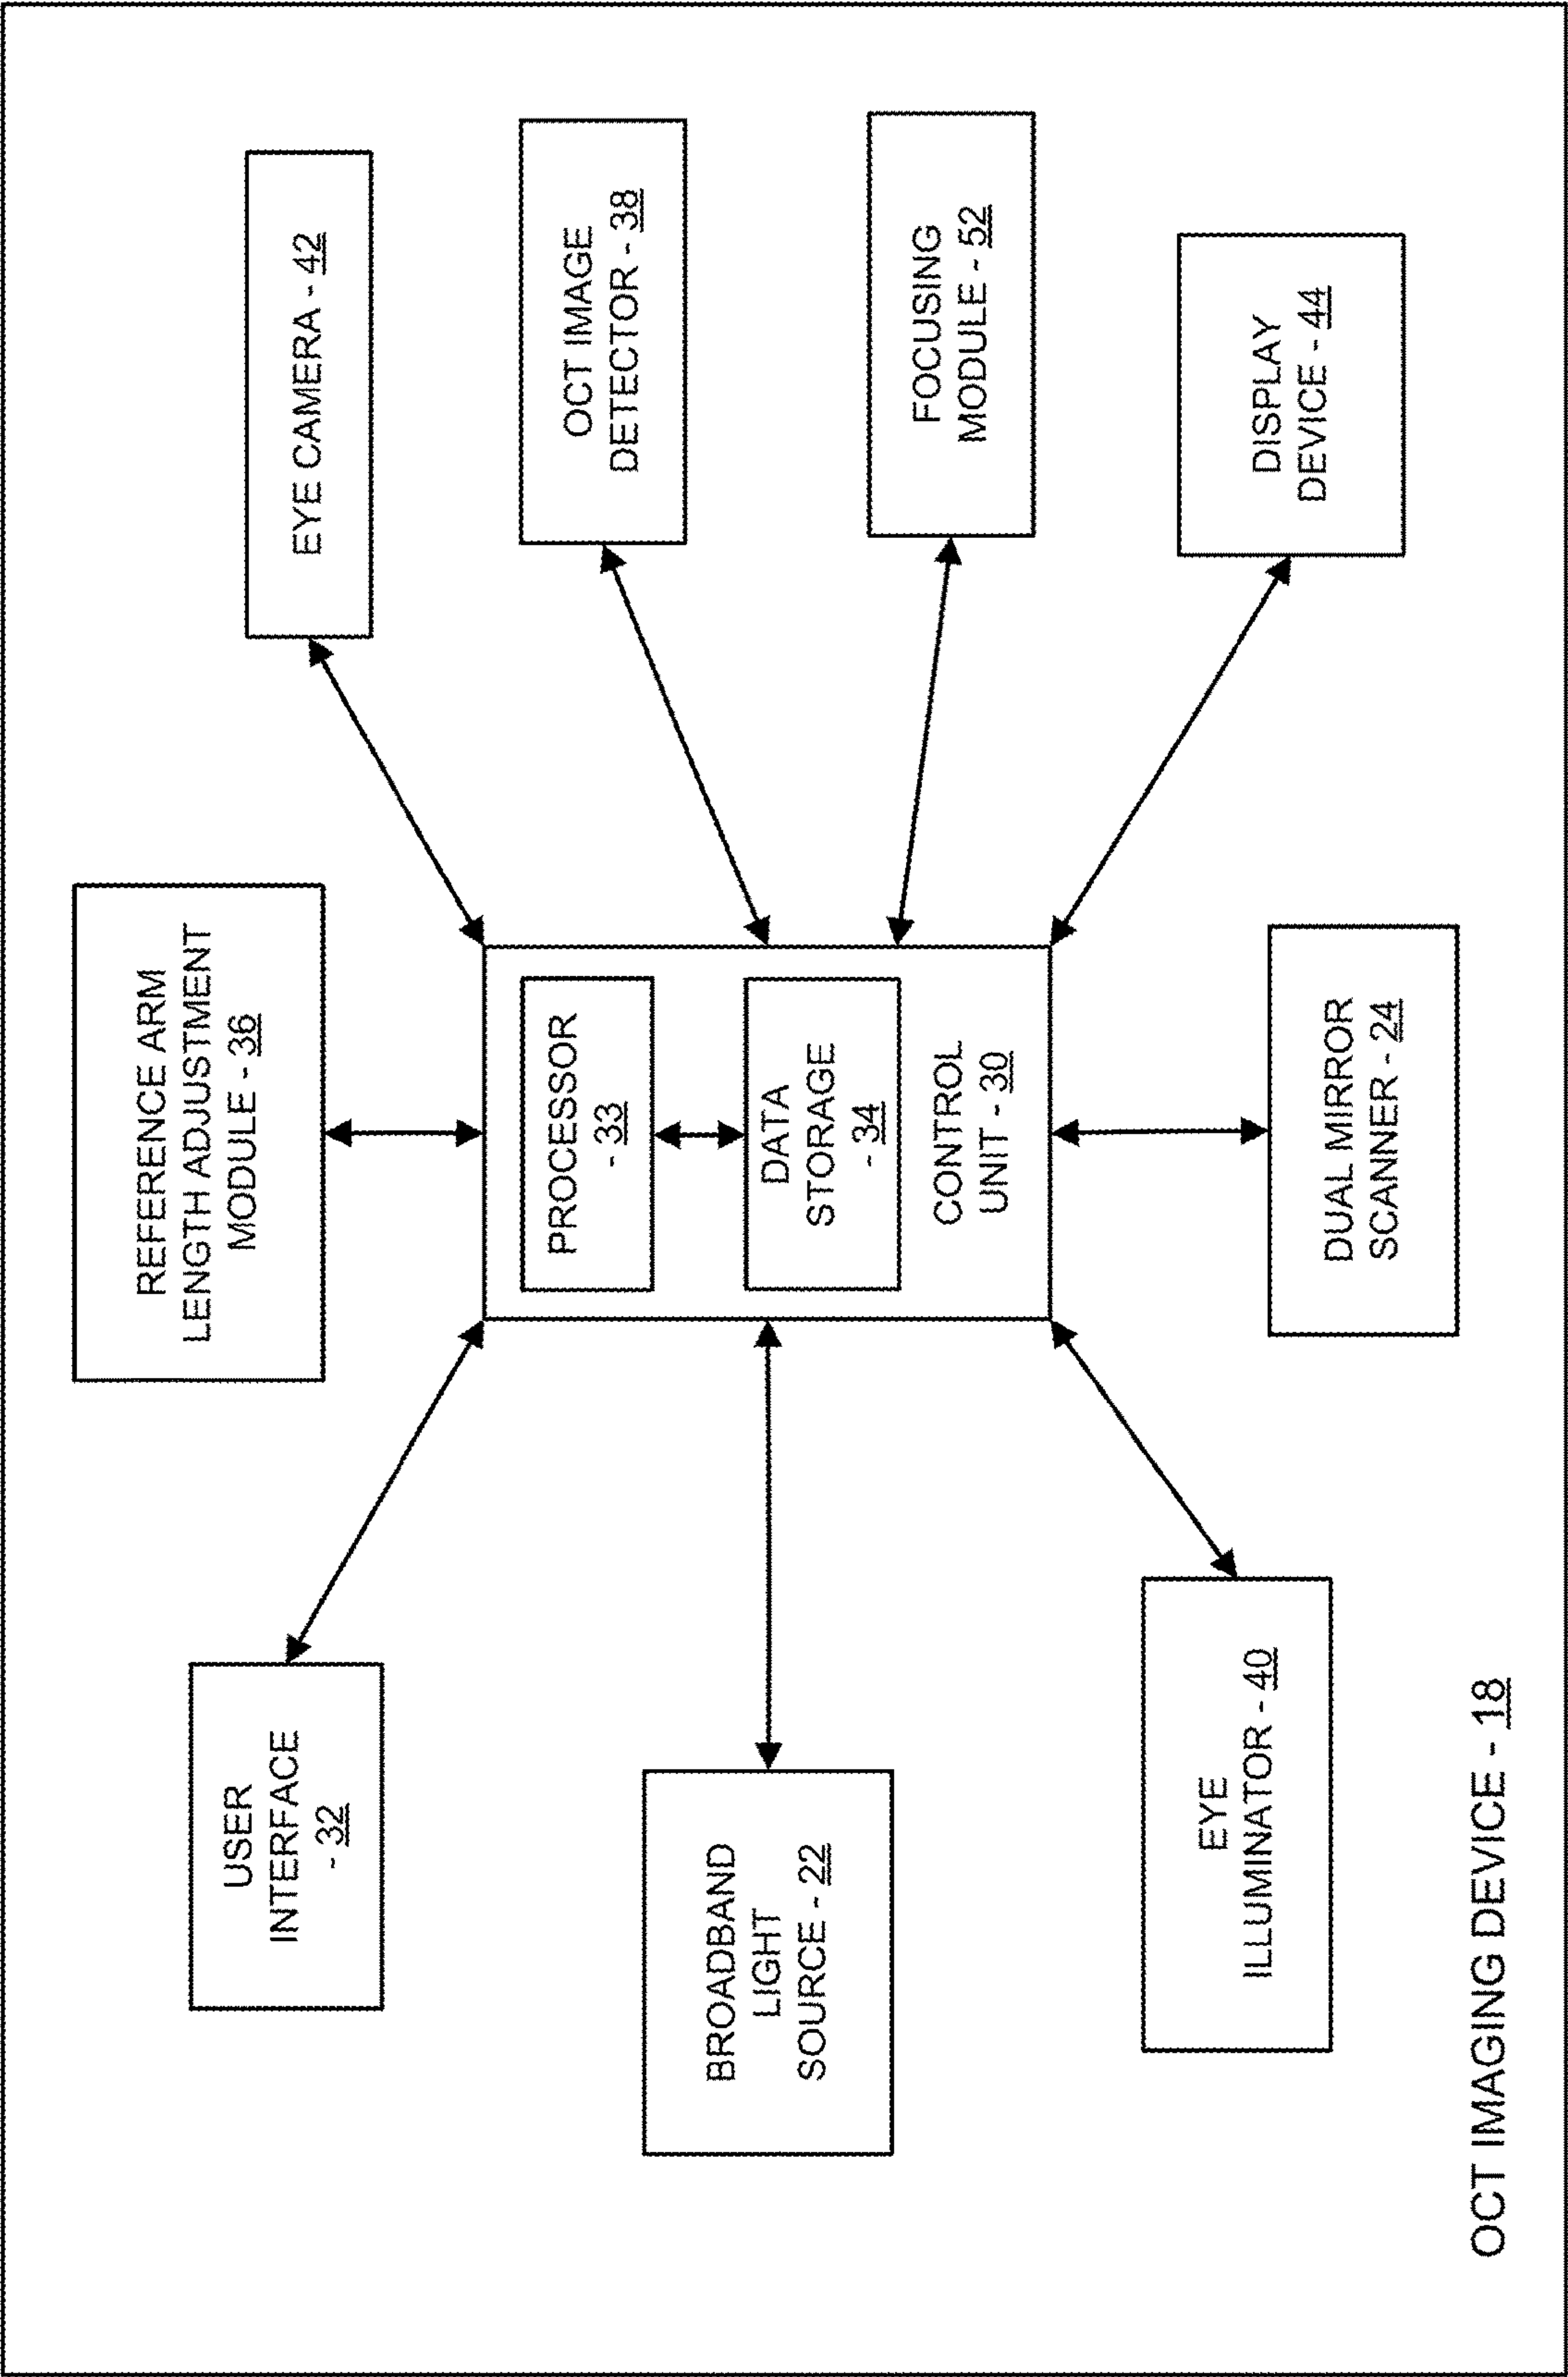 REFERENCE ARM
LENGTH ADJUSTMENT
MODULE - 36
USER
INTERFACE
- 32
EYE CAMERA - 42
PROCESSOR
- 33
OCT IMAGE
DETECTOR - 38
BROADBAND
LIGHT
SOURCE - 22
DATA
STORAGE
- 34
FOCUSING
MODULE - 52
CONTROL
UNIT - 30
EYE
ILLUMINATOR - 40
DISPLAY
DEVICE - 44
DUAL MIRROR
SCANNER - 24
OCT IMAGING DEVICE - 18